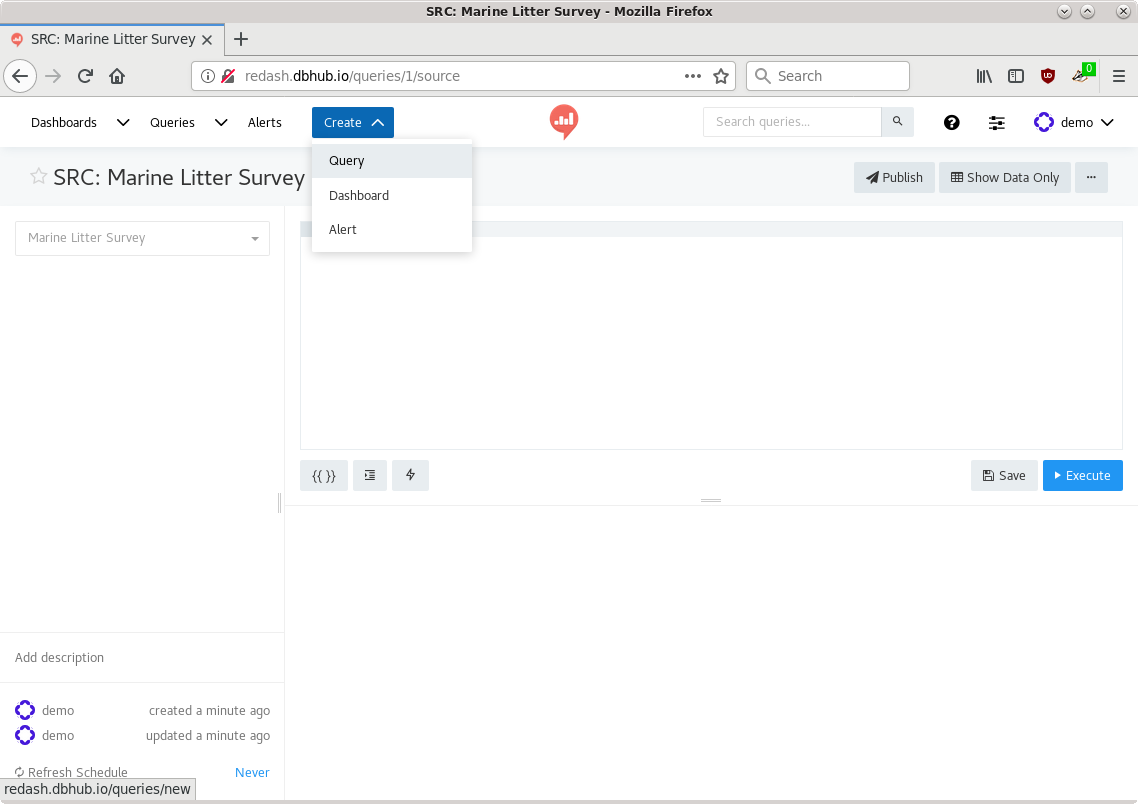 SRC: Marine Litter Survey - Mozilla Firefox
SRC: Marine Litter Survey
redash.dbhub.io/queries/1/source
Search
0
Dashboards Queries Alerts Create Search queries... demo
Query
Dashboard
Alert
SRC: Marine Litter Survey
Publish Show Data Only ...
Marine Litter Survey
{{ }} Save Execute
Add description
demo created a minute ago
demo updated a minute ago
Refresh Schedule Never
redash.dbhub.io/queries/new